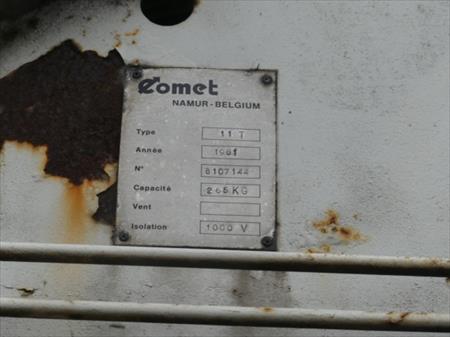 Comet
NAMUR-BELGIUM
Type 11 T
Année 1981
N° 8107144
Capacité 265 KG
Vent
Isolation 1000 V